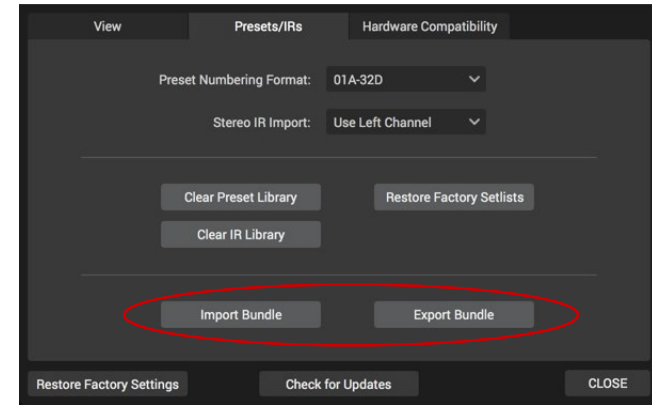 View Presets/IRs Hardware Compatibility
Preset Numbering Format: 01A-32D
Stereo IR Import: Use Left Channel
Clear Preset Library Restore Factory Setlists
Clear IR Library
Import Bundle Export Bundle
Restore Factory Settings Check for Updates CLOSE